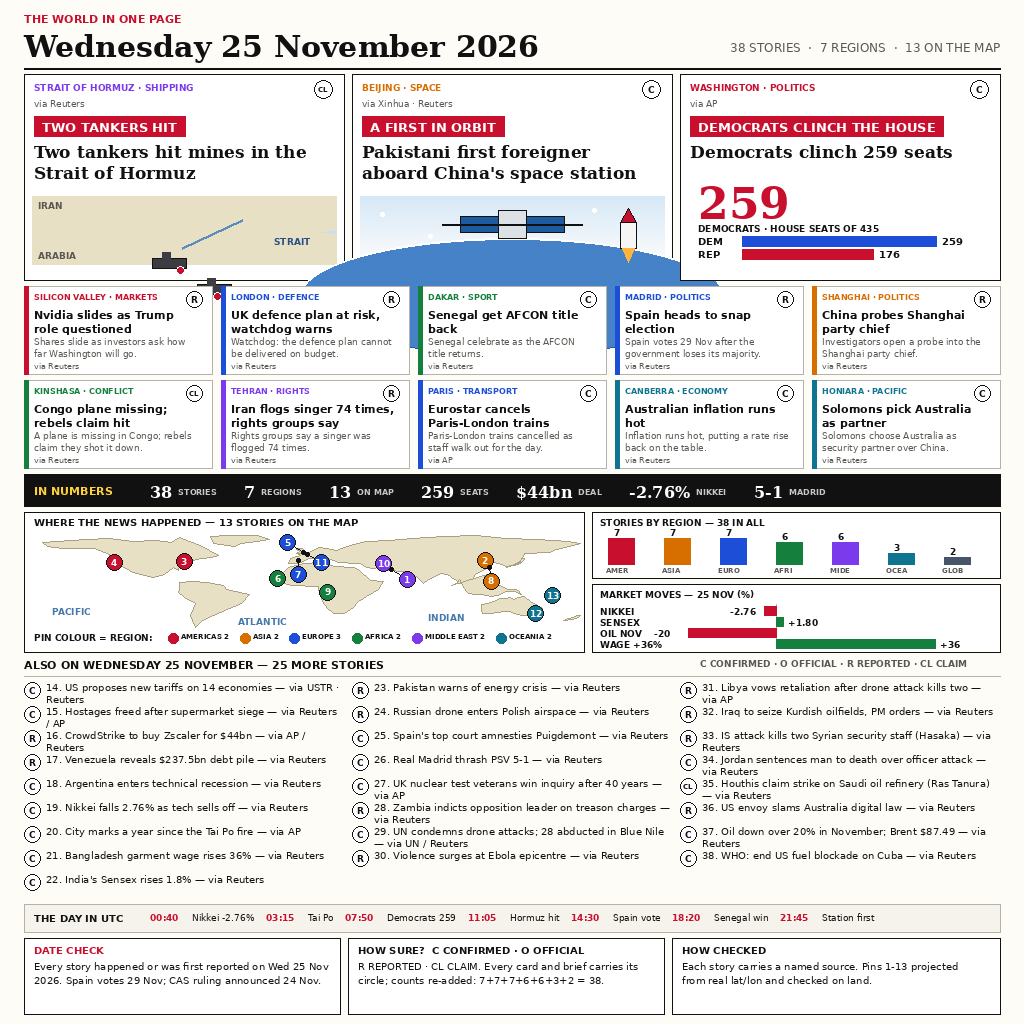 THE WORLD IN ONE PAGE
Wednesday 25 November 2026
38 STORIES · 7 REGIONS · 13 ON THE MAP
STRAIT OF HORMUZ · SHIPPING
CL
via Reuters
TWO TANKERS HIT
Two tankers hit mines in the
Strait of Hormuz
IRAN
STRAIT
ARABIA
BEIJING · SPACE
C
via Xinhua · Reuters
A FIRST IN ORBIT
Pakistani first foreigner
aboard China's space station
WASHINGTON · POLITICS
C
via AP
DEMOCRATS CLINCH THE HOUSE
Democrats clinch 259 seats
259
DEMOCRATS · HOUSE SEATS OF 435
DEM 259
REP 176
SILICON VALLEY · MARKETS
R
Nvidia slides as Trump
role questioned
Shares slide as investors ask how
far Washington will go.
via Reuters
LONDON · DEFENCE
R
UK defence plan at risk,
watchdog warns
Watchdog: the defence plan cannot
be delivered on budget.
via Reuters
DAKAR · SPORT
C
Senegal get AFCON title
back
Senegal celebrate as the AFCON
title returns.
via Reuters
MADRID · POLITICS
R
Spain heads to snap
election
Spain votes 29 Nov after the
government loses its majority.
via Reuters
SHANGHAI · POLITICS
R
China probes Shanghai
party chief
Investigators open a probe into the
Shanghai party chief.
via Reuters
KINSHASA · CONFLICT
CL
Congo plane missing;
rebels claim hit
A plane is missing in Congo; rebels
claim they shot it down.
via Reuters
TEHRAN · RIGHTS
R
Iran flogs singer 74 times,
rights groups say
Rights groups say a singer was
flogged 74 times.
via Reuters
PARIS · TRANSPORT
C
Eurostar cancels
Paris-London trains
Paris-London trains cancelled as
staff walk out for the day.
via AP
CANBERRA · ECONOMY
C
Australian inflation runs
hot
Inflation runs hot, putting a rate rise
back on the table.
via Reuters
HONIARA · PACIFIC
C
Solomons pick Australia
as partner
Solomons choose Australia as
security partner over China.
via Reuters
IN NUMBERS 38 STORIES 7 REGIONS 13 ON MAP 259 SEATS $44bn DEAL -2.76% NIKKEI 5-1 MADRID
WHERE THE NEWS HAPPENED — 13 STORIES ON THE MAP
5
4
3
11
10
2
6
7
1
8
9
13
12
PACIFIC
ATLANTIC
INDIAN
PIN COLOUR = REGION: AMERICAS 2 ASIA 2 EUROPE 3 AFRICA 2 MIDDLE EAST 2 OCEANIA 2
STORIES BY REGION — 38 IN ALL
7 7 7 6 6 3 2
AMER ASIA EURO AFRI MIDE OCEA GLOB
MARKET MOVES — 25 NOV (%)
NIKKEI -2.76
SENSEX +1.80
OIL NOV -20
WAGE +36% +36
ALSO ON WEDNESDAY 25 NOVEMBER — 25 MORE STORIES
C CONFIRMED · O OFFICIAL · R REPORTED · CL CLAIM
C 14. US proposes new tariffs on 14 economies — via USTR ·
Reuters
C 15. Hostages freed after supermarket siege — via Reuters
/ AP
R 16. CrowdStrike to buy Zscaler for $44bn — via AP /
Reuters
R 17. Venezuela reveals $237.5bn debt pile — via Reuters
C 18. Argentina enters technical recession — via Reuters
C 19. Nikkei falls 2.76% as tech sells off — via Reuters
C 20. City marks a year since the Tai Po fire — via AP
C 21. Bangladesh garment wage rises 36% — via Reuters
C 22. India's Sensex rises 1.8% — via Reuters
R 23. Pakistan warns of energy crisis — via Reuters
R 24. Russian drone enters Polish airspace — via Reuters
C 25. Spain's top court amnesties Puigdemont — via Reuters
C 26. Real Madrid thrash PSV 5-1 — via Reuters
C 27. UK nuclear test veterans win inquiry after 40 years —
via AP
R 28. Zambia indicts opposition leader on treason charges —
via Reuters
C 29. UN condemns drone attacks; 28 abducted in Blue Nile
— via UN / Reuters
R 30. Violence surges at Ebola epicentre — via Reuters
R 31. Libya vows retaliation after drone attack kills two —
via AP
R 32. Iraq to seize Kurdish oilfields, PM orders — via Reuters
R 33. IS attack kills two Syrian security staff (Hasaka) — via
Reuters
C 34. Jordan sentences man to death over officer attack —
via Reuters
CL 35. Houthis claim strike on Saudi oil refinery (Ras Tanura)
— via Reuters
R 36. US envoy slams Australia digital law — via Reuters
C 37. Oil down over 20% in November; Brent $87.49 — via
Reuters
C 38. WHO: end US fuel blockade on Cuba — via Reuters
THE DAY IN UTC 00:40 Nikkei -2.76% 03:15 Tai Po 07:50 Democrats 259 11:05 Hormuz hit 14:30 Spain vote 18:20 Senegal win 21:45 Station first
DATE CHECK
Every story happened or was first reported on Wed 25 Nov
2026. Spain votes 29 Nov; CAS ruling announced 24 Nov.
HOW SURE? C CONFIRMED · O OFFICIAL
R REPORTED · CL CLAIM. Every card and brief carries its
circle; counts re-added: 7+7+7+6+6+3+2 = 38.
HOW CHECKED
Each story carries a named source. Pins 1-13 projected
from real lat/lon and checked on land.